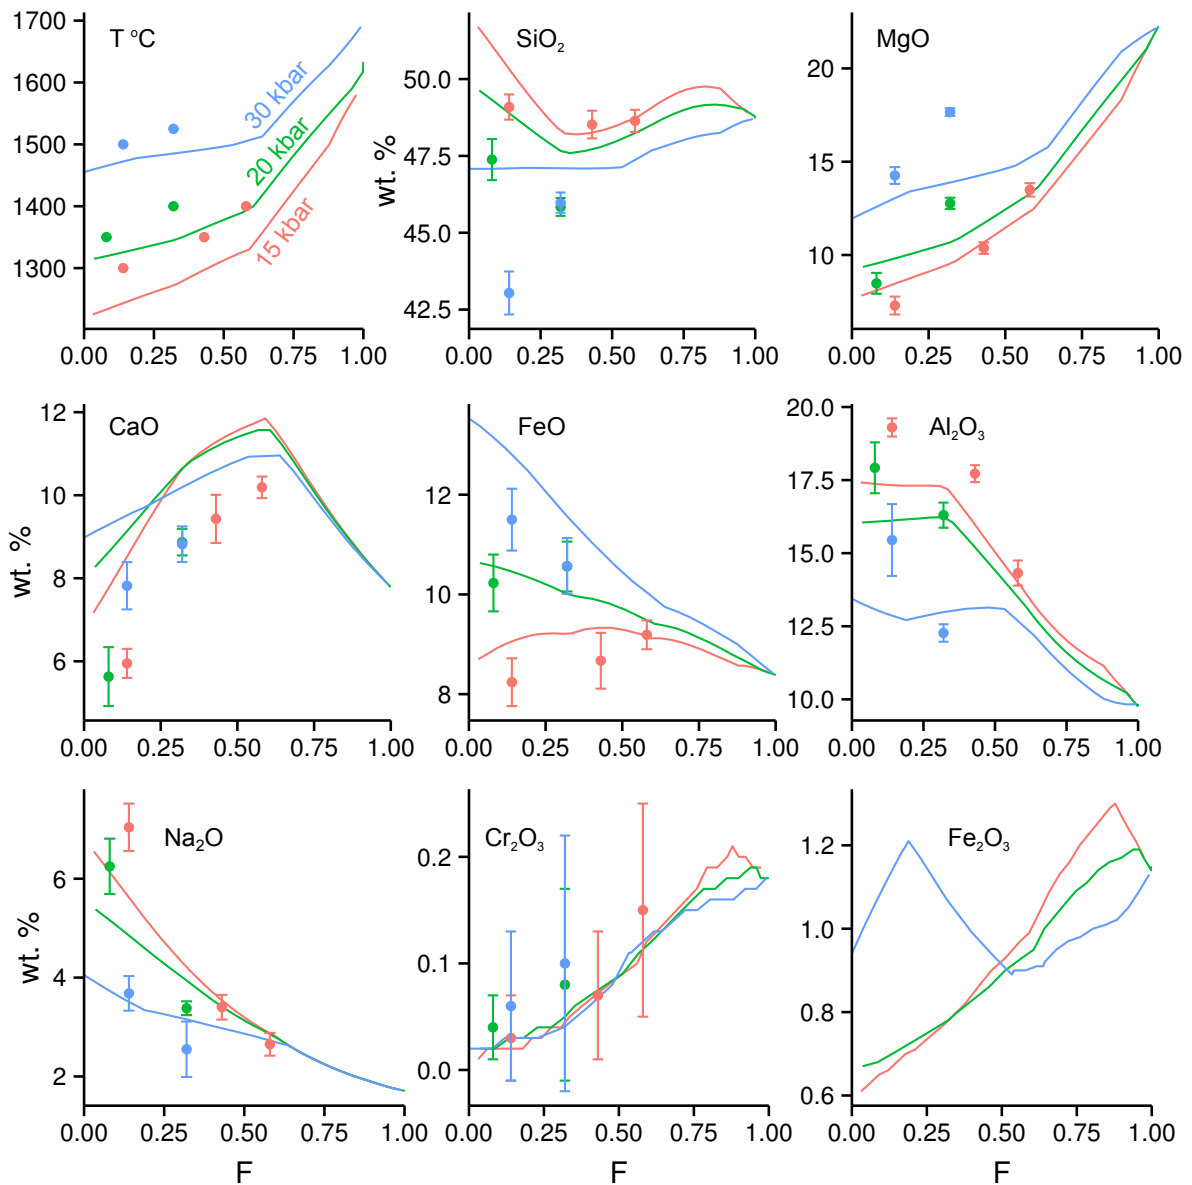 T °C
1700
1600
1500
1400
1300
30 kbar
20 kbar
15 kbar
0.00 0.25 0.50 0.75 1.00
SiO₂
wt. %
50.0
47.5
45.0
42.5
0.00 0.25 0.50 0.75 1.00
MgO
20
15
10
0.00 0.25 0.50 0.75 1.00
CaO
wt. %
12
10
8
6
0.00 0.25 0.50 0.75 1.00
FeO
12
10
8
0.00 0.25 0.50 0.75 1.00
Al₂O₃
20.0
17.5
15.0
12.5
10.0
0.00 0.25 0.50 0.75 1.00
Na₂O
wt. %
6
4
2
0.00 0.25 0.50 0.75 1.00
F
Cr₂O₃
0.2
0.1
0.0
0.00 0.25 0.50 0.75 1.00
Fe₂O₃
1.2
1.0
0.8
0.6
0.00 0.25 0.50 0.75 1.00
F